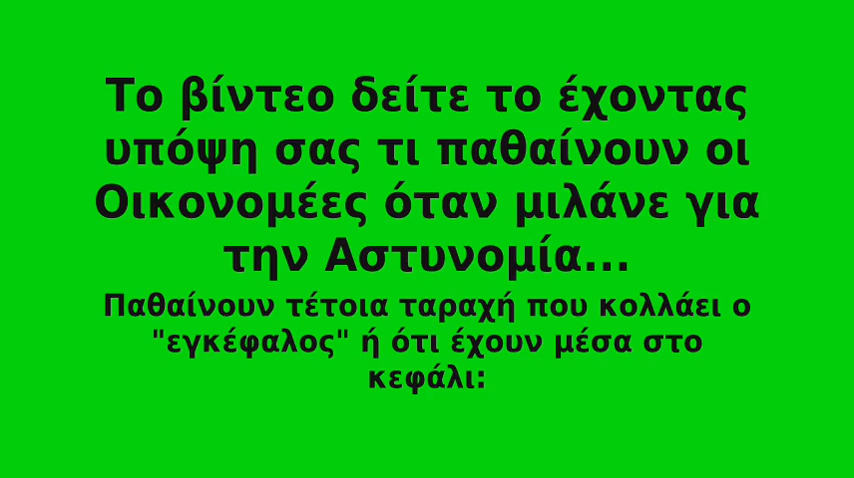 Το βίντεο δείτε το έχοντας
υπόψη σας τι παθαίνουν οι
Οικονομέες όταν μιλάνε για
την Αστυνομία...
Παθαίνουν τέτοια ταραχή που κολλάει ο
"εγκέφαλος" ή ότι έχουν μέσα στο
κεφάλι: